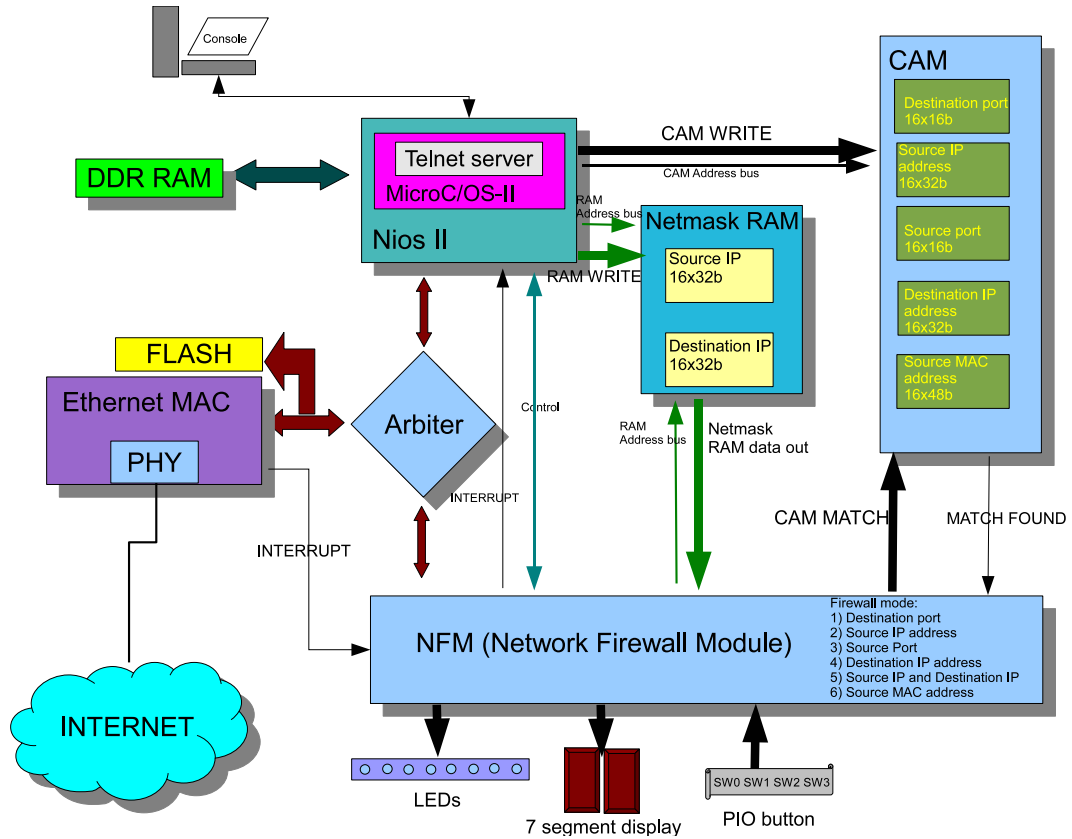 Console
CAM
Destination port
16x16b
Source IP
address
16x32b
Source port
16x16b
Destination IP
address
16x32b
Source MAC
address
16x48b
CAM WRITE
CAM Address bus
Telnet server
MicroC/OS-II
Nios II
DDR RAM
RAM
Address bus
RAM WRITE
Netmask RAM
Source IP
16x32b
Destination IP
16x32b
FLASH
Ethernet MAC
PHY
Arbiter
Control
RAM
Address bus
Netmask
RAM data out
INTERRUPT
INTERRUPT
CAM MATCH
MATCH FOUND
NFM (Network Firewall Module)
Firewall mode:
1) Destination port
2) Source IP address
3) Source Port
4) Destination IP address
5) Source IP and Destination IP
6) Source MAC address
INTERNET
LEDs
7 segment display
SW0 SW1 SW2 SW3
PIO button